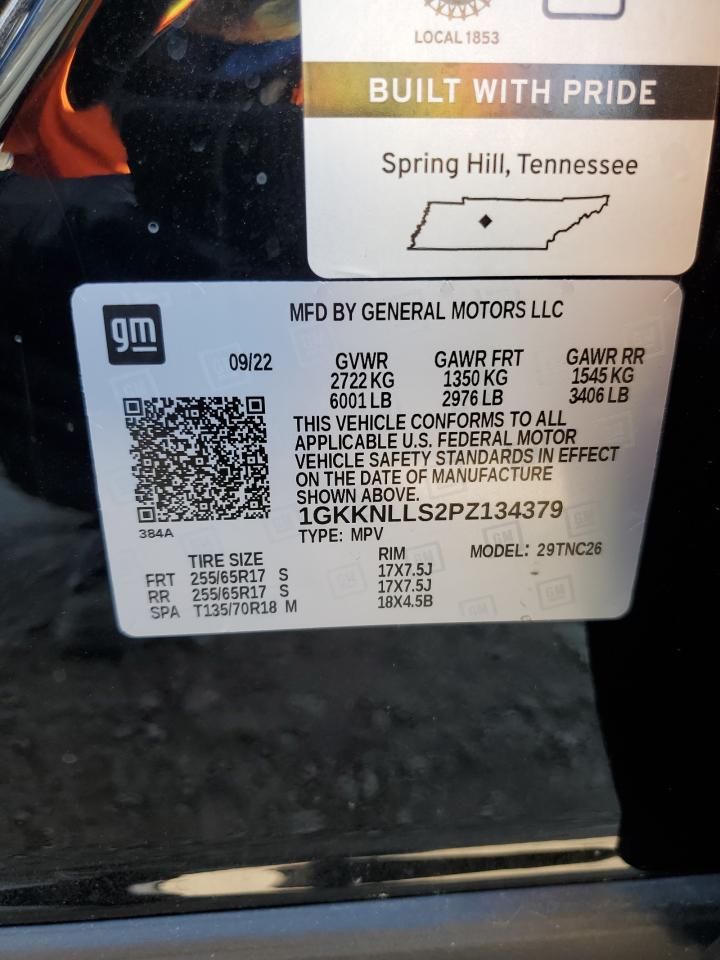 LOCAL 1853
BUILT WITH PRIDE
Spring Hill, Tennessee
gm
MFD BY GENERAL MOTORS LLC
09/22
GVWR GAWR FRT GAWR RR
2722 KG 1350 KG 1545 KG
6001 LB 2976 LB 3406 LB
THIS VEHICLE CONFORMS TO ALL
APPLICABLE U.S. FEDERAL MOTOR
VEHICLE SAFETY STANDARDS IN EFFECT
ON THE DATE OF MANUFACTURE
SHOWN ABOVE.
384A
1GKKNLLS2PZ134379
TYPE: MPV
MODEL: 29TNC26
TIRE SIZE RIM
FRT 255/65R17 S 17X7.5J
RR 255/65R17 S 17X7.5J
SPA T135/70R18 M 18X4.5B
GM
GM
GM
GM